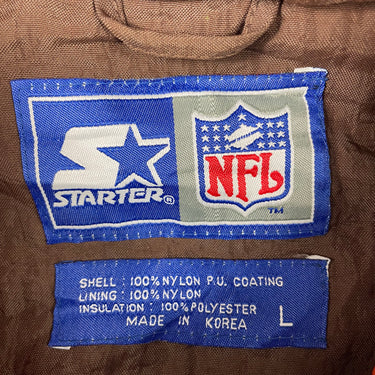 STARTER®
NFL
TM
SHELL : 100% NYLON P.U. COATING
LINING : 100% NYLON
INSULATION : 100% POLYESTER
MADE IN KOREA L